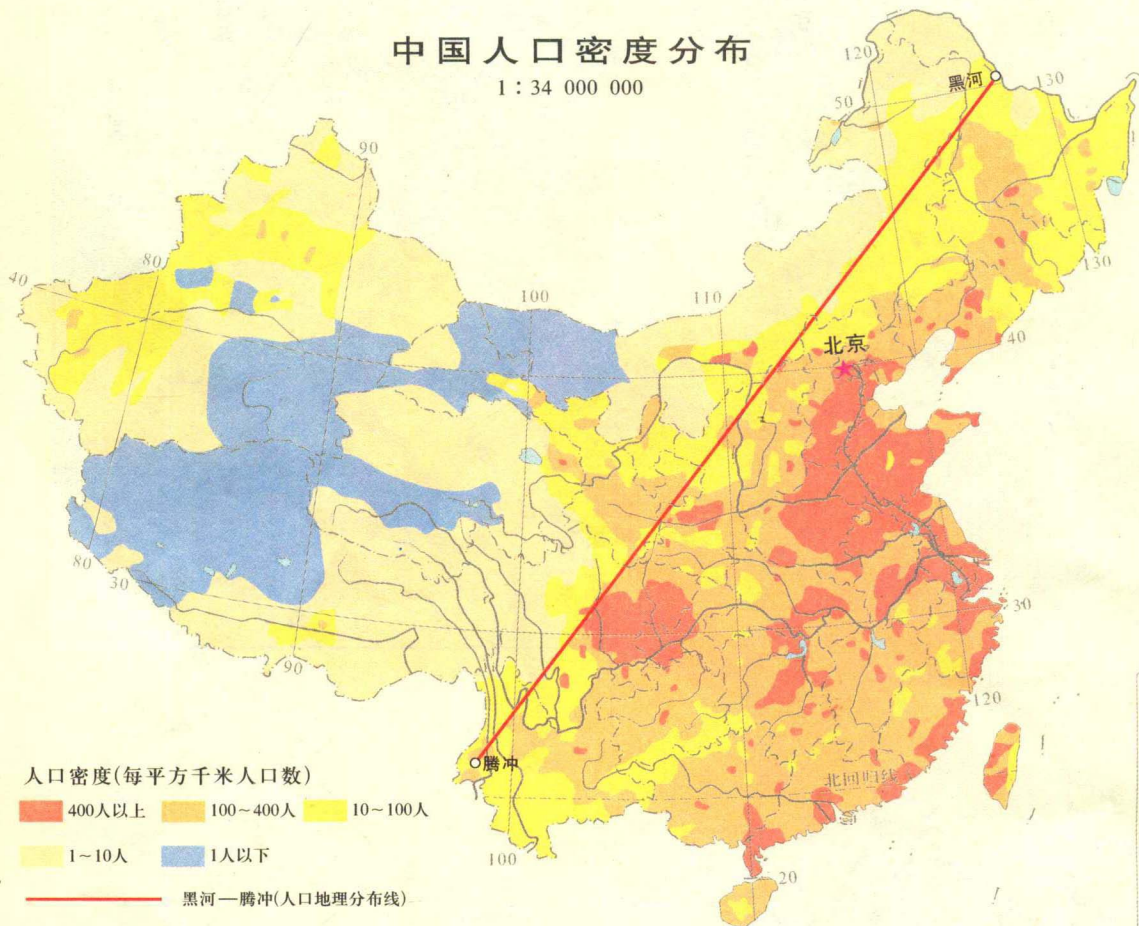 中国人口密度分布
1：34 000 000
120
黑河
130
50
90
80
40
100
110
130
北京
40
80
30
90
30
120
腾冲
北回归线
100
20
人口密度(每平方千米人口数)
400人以上 100~400人 10~100人
1~10人 1人以下
黑河—腾冲(人口地理分布线)